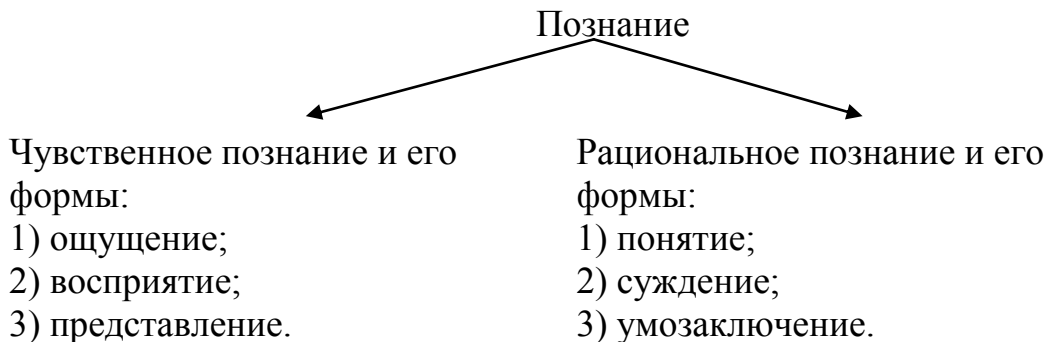 Познание
Чувственное познание и его
формы:
1) ощущение;
2) восприятие;
3) представление.
Рациональное познание и его
формы:
1) понятие;
2) суждение;
3) умозаключение.